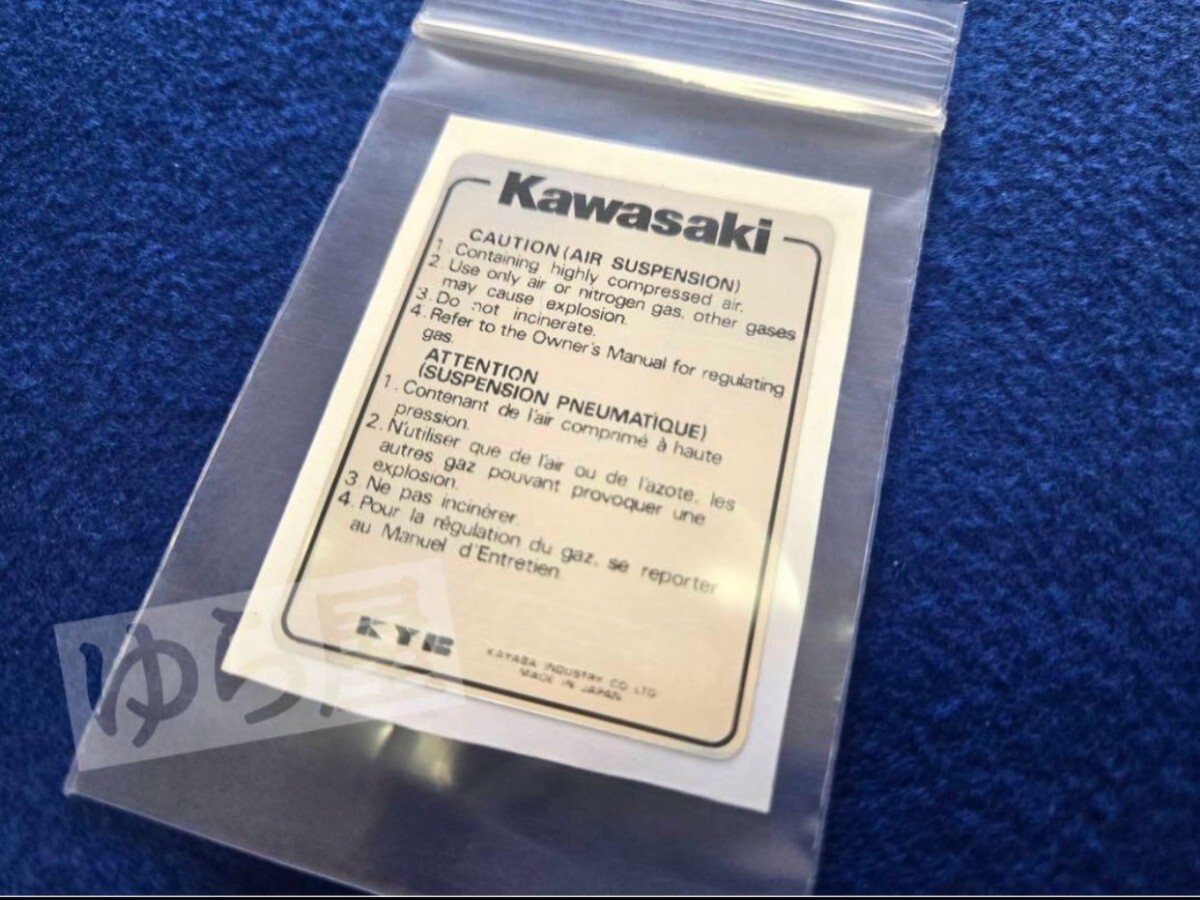 Kawasaki
CAUTION (AIR SUSPENSION)
1. Containing highly compressed air.
2. Use only air or nitrogen gas, other gases
may cause explosion.
3. Do not incinerate.
4. Refer to the Owner's Manual for regulating
gas.
ATTENTION
(SUSPENSION PNEUMATIQUE)
1. Contenant de l'air comprimé à haute
pression.
2. N'utiliser que de l'air ou de l'azote, les
autres gaz pouvant provoquer une
explosion.
3. Ne pas incinérer.
4. Pour la régulation du gaz, se reporter
au Manuel d'Entretien.
KYB
KAYABA INDUSTRY CO LTD
MADE IN JAPAN
ゆら屋